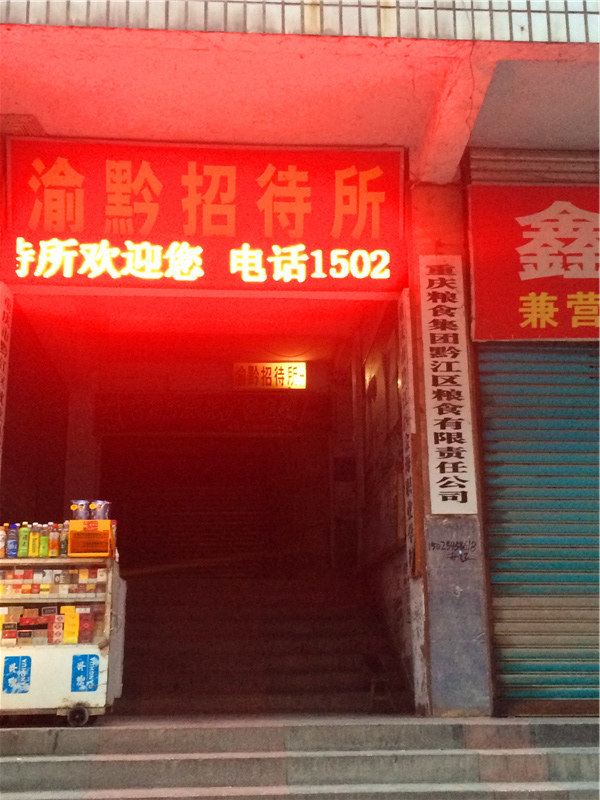 渝黔招待所
待所欢迎您 电话1502
渝黔招待所
重庆粮食集团黔江区粮食有限责任公司
鑫
兼营